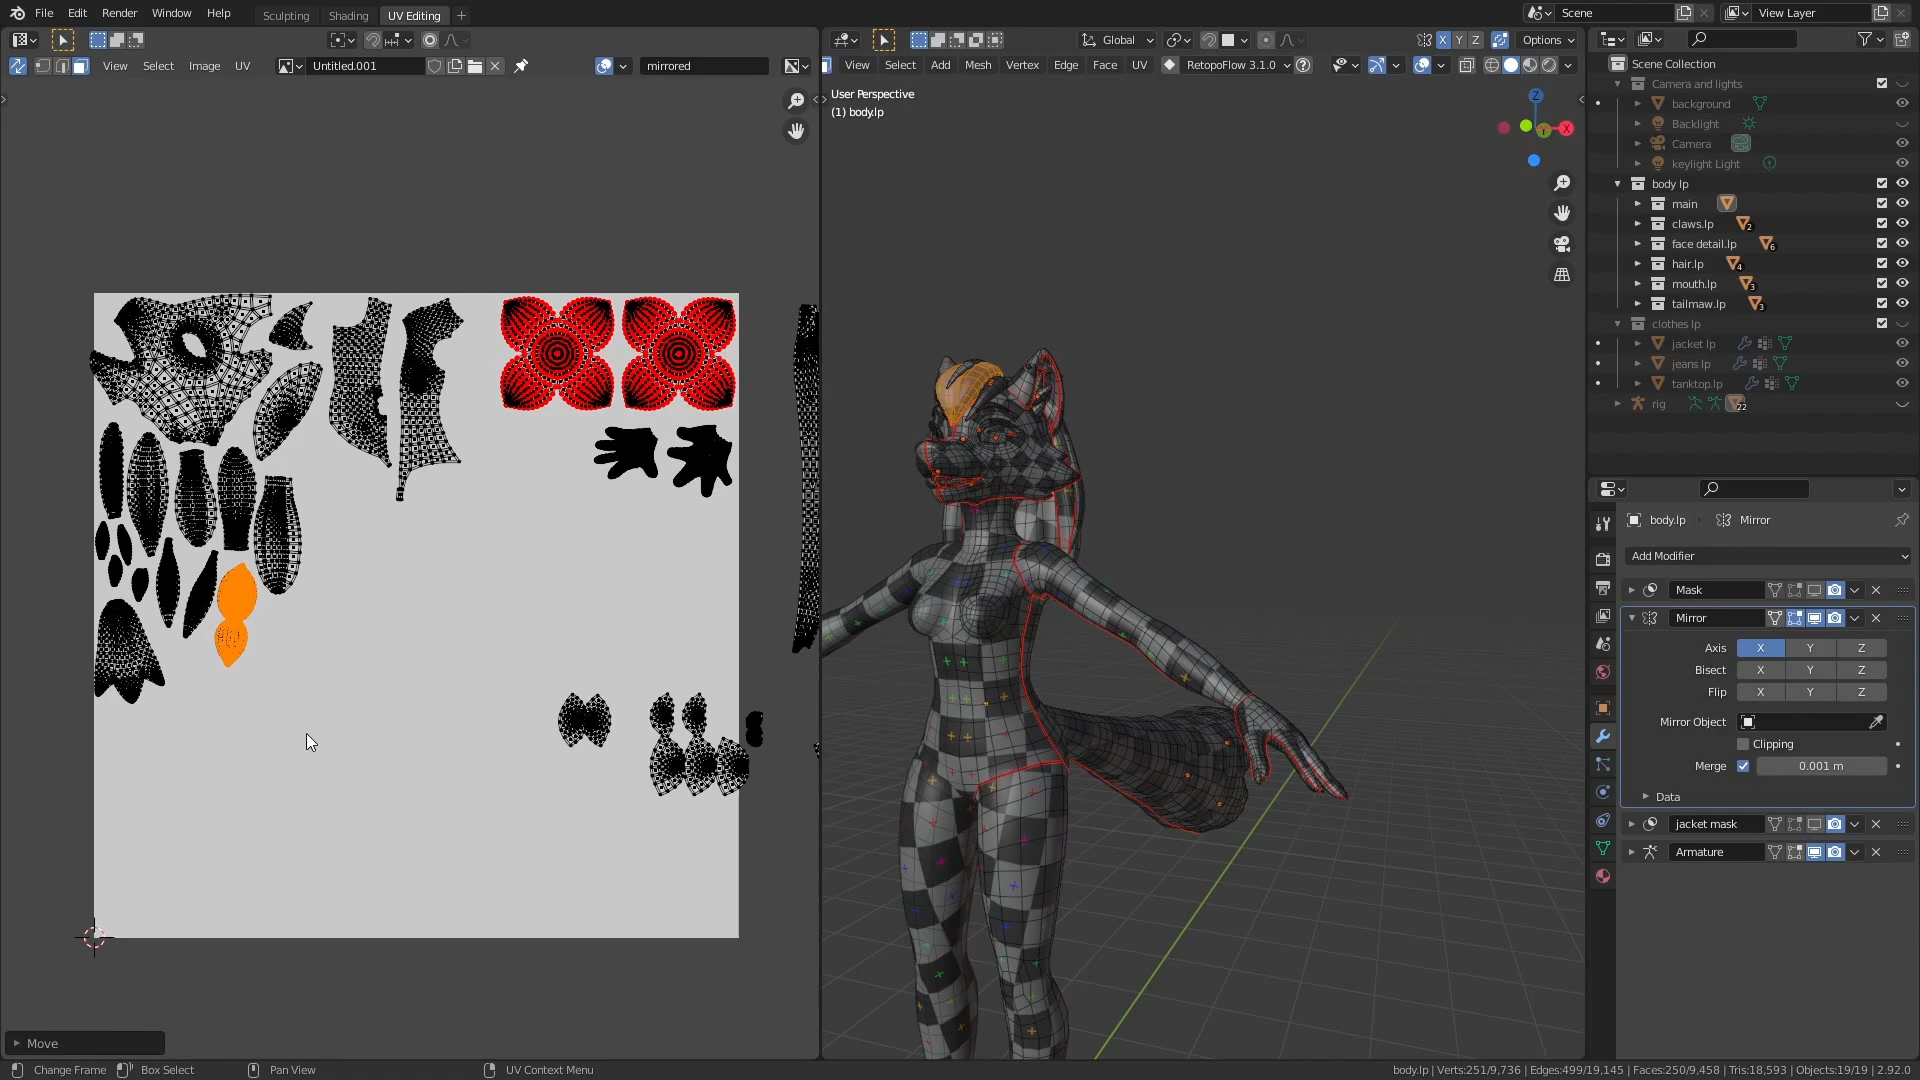 File Edit Render Window Help
Sculpting Shading UV Editing +
Scene
View Layer
View Select Image UV
Untitled.001
mirrored
Global
X Y Z
Options
View Select Add Mesh Vertex Edge Face UV
RetopoFlow 3.1.0
User Perspective
(1) body.lp
Z
X
Y
Scene Collection
Camera and lights
background
Backlight
Camera
keylight Light
body lp
main
claws.lp 2
face detail.lp 6
hair.lp 4
mouth.lp 3
tailmaw.lp 3
clothes lp
jacket lp
jeans lp
tanktop.lp
rig 22
body.lp
Mirror
Add Modifier
Mask
Mirror
Axis X Y Z
Bisect X Y Z
Flip X Y Z
Mirror Object
Clipping
Merge 0.001 m
Data
jacket mask
Armature
Move
Change Frame
Box Select
Pan View
UV Context Menu
body.lp | Verts:251/9,736 | Edges:499/19,145 | Faces:250/9,458 | Tris:18,593 | Objects:19/19 | 2.92.0